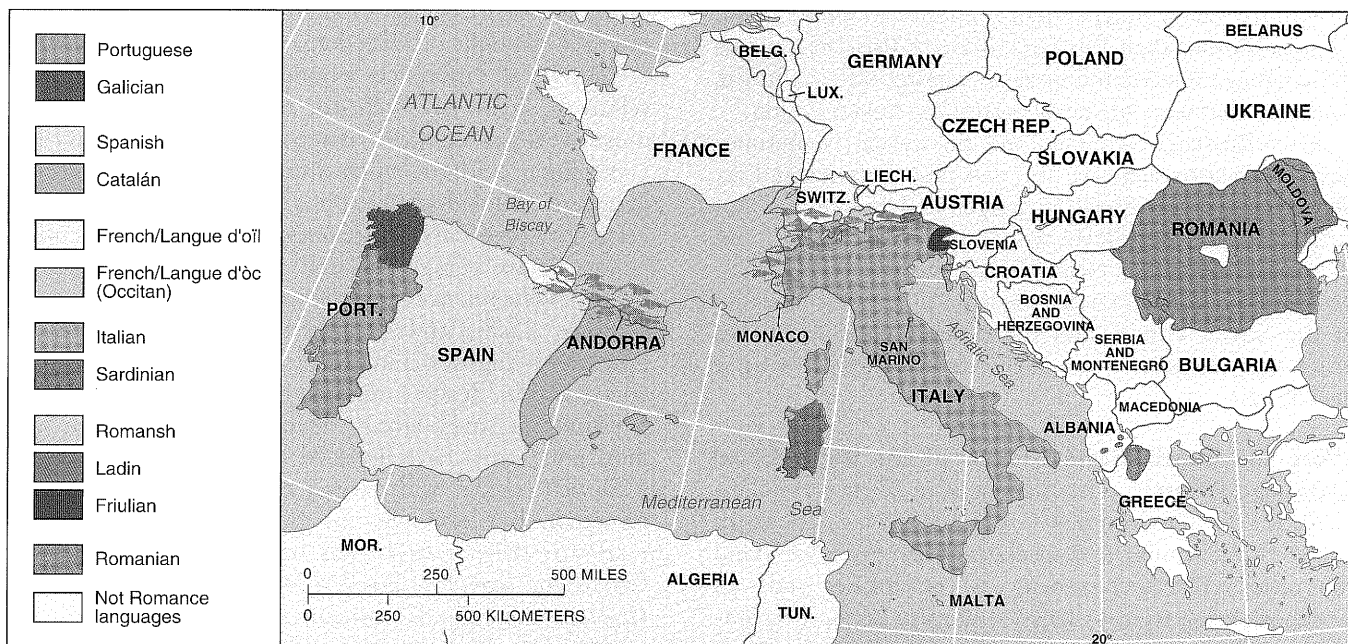 Portuguese
Galician
Spanish
Catalán
French/Langue d'oïl
French/Langue d'òc
(Occitan)
Italian
Sardinian
Romansh
Ladin
Friulian
Romanian
Not Romance
languages
10°
ATLANTIC
OCEAN
BELG.
LUX.
GERMANY
POLAND
BELARUS
UKRAINE
CZECH REP.
SLOVAKIA
FRANCE
LIECH.
SWITZ.
AUSTRIA
HUNGARY
MOLDOVA
ROMANIA
Bay of
Biscay
SLOVENIA
CROATIA
BOSNIA
AND
HERZEGOVINA
PORT.
SPAIN
ANDORRA
MONACO
SAN
MARINO
Adriatic Sea
SERBIA
AND
MONTENEGRO
BULGARIA
ITALY
MACEDONIA
ALBANIA
GREECE
Mediterranean Sea
MOR.
ALGERIA
TUN.
MALTA
0 250 500 MILES
0 250 500 KILOMETERS
20°